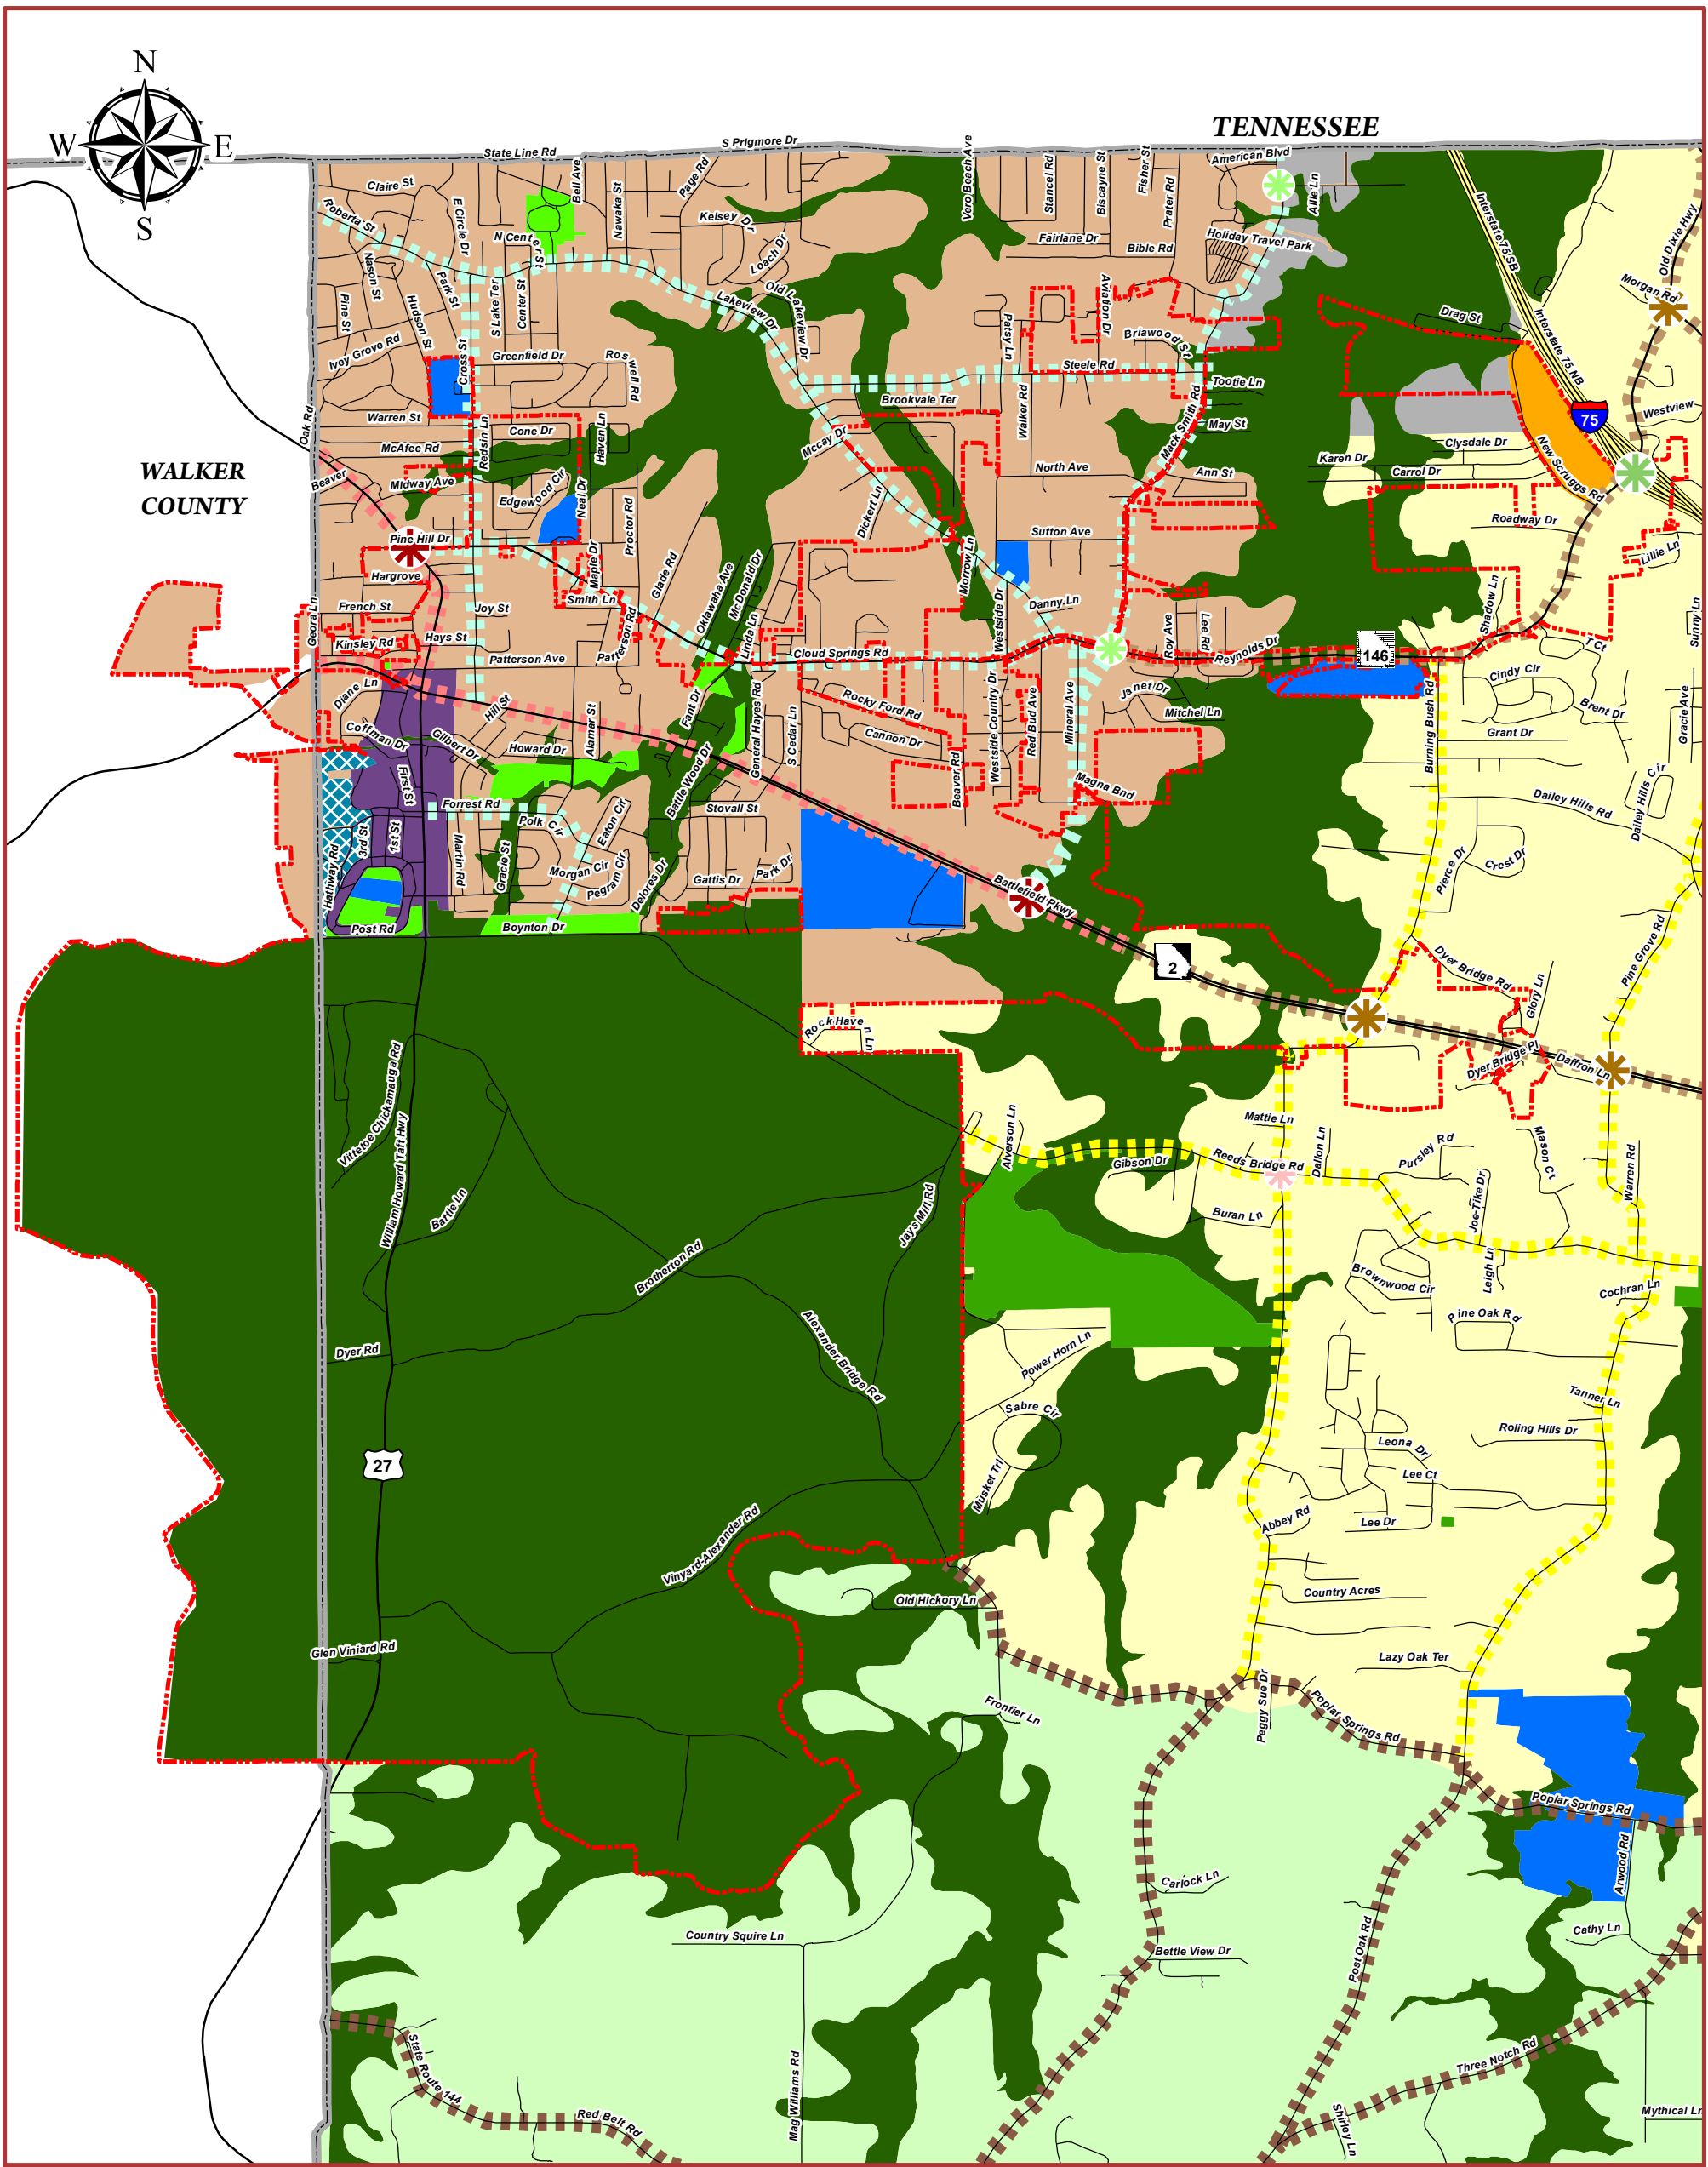 N
TENNESSEE
W
E
S
State Line Rd
S Prigmore Dr
Vero Beach Ave
American Blvd
Claire St
Bell Ave
Nawaka St
Page Rd
Stancel Rd
Biscayne St
Fisher St
Prater Rd
Allie Ln
Roberta St
E Circle Dr
N Center St
Kelsey Dr
Loach Dr
Fairlane Dr
Bible Rd
Holiday Travel Park
Interstate 75 SB
Old Dixie Hwy
Nason St
Park St
Pine St
Hudson St
S Lake Ter
Center St
Lakeview Dr
Old Lakeview Dr
Patsy Ln
Aviation Dr
Briawood St
Drag St
Morgan Rd
Interstate 75 NB
Ivey Grove Rd
Cross St
Greenfield Dr
Roswell Rd
Steele Rd
Tootie Ln
Brookvale Ter
Walker Rd
Mack Smith Rd
May St
75
Westview
Oak Rd
Warren St
McAfee Rd
Redisin Ln
Cone Dr
Haven Ln
Mccay Dr
Clysdale Dr
Karen Dr
Carrol Dr
New Scruggs Rd
WALKER
COUNTY
Beaver
Midway Ave
Edgewood Cir
Neal Dr
Proctor Rd
Dickert Ln
North Ave
Ann St
Roadway Dr
Pine Hill Dr
Sutton Ave
Lillie Ln
Hargrove
Maple Dr
Glade Rd
Oklawaha Ave
McDonald Dr
Morrow Ln
Smith Ln
French St
Joy St
Danny Ln
Shadow Ln
Sunny Ln
Geora Ln
Kinsley Rd
Hays St
Patterson Rd
Linda Ln
Westside Dr
Roy Ave
Lee Rd
Reynolds Dr
146
T Ct
Patterson Ave
Cloud Springs Rd
Diane Ln
Hill St
Fant Dr
General Hayes Rd
Rocky Ford Rd
Janet Dr
Mitchel Ln
Cindy Cir
Brent Dr
Gracie Ave
Coffman Dr
Gilbert Dr
Howard Dr
Alamar St
S Cedar Ln
Cannon Dr
Westside Country Dr
Red Bud Ave
Mineral Ave
Burning Bush Rd
Grant Dr
First St
Battle Wood Dr
Beaver Rd
Magna Bnd
Dailey Hills Rd
Dailey Hills Cir
Forrest Rd
Stovall St
Polk Cir
Eaton Cir
3rd St
1st St
Martin Rd
Gracie St
Morgan Cir
Pegram Cir
Delores Dr
Gattis Dr
Park Dr
Pierce Dr
Crest Dr
Hathway Rd
Battlefield Pkwy
Post Rd
Boynton Dr
2
Dyer Bridge Rd
Glory Ln
Pine Grove Rd
Rock Haven Ln
Dyer Bridge Pl
Daffron Ln
Vittetoe Chickamauga Rd
William Howard Taft Hwy
Battle Ln
Alverson Ln
Mattie Ln
Gibson Dr
Reeds Bridge Rd
Dallon Ln
Pursley Rd
Mason Ct
Warren Rd
Jays Mill Rd
Buran Ln
Joe-Tike Dr
Brotherton Rd
Brownwood Cir
Leigh Ln
Cochran Ln
Dyer Rd
Alexander Bridge Rd
Power Horn Ln
Pine Oak Rd
Sabre Cir
Tanner Ln
Roling Hills Dr
27
Musket Trl
Leona Dr
Lee Ct
Abbey Rd
Lee Dr
Vinyard-Alexander Rd
Old Hickory Ln
Country Acres
Glen Viniard Rd
Lazy Oak Ter
Frontier Ln
Peggy Sue Dr
Poplar Springs Rd
Poplar Springs Rd
Arwood Rd
Carlock Ln
Country Squire Ln
Bettle View Dr
Post Oak Rd
Cathy Ln
State Route 144
Mag Williams Rd
Three Notch Rd
Red Belt Rd
Shirley Ln
Mythical Ln